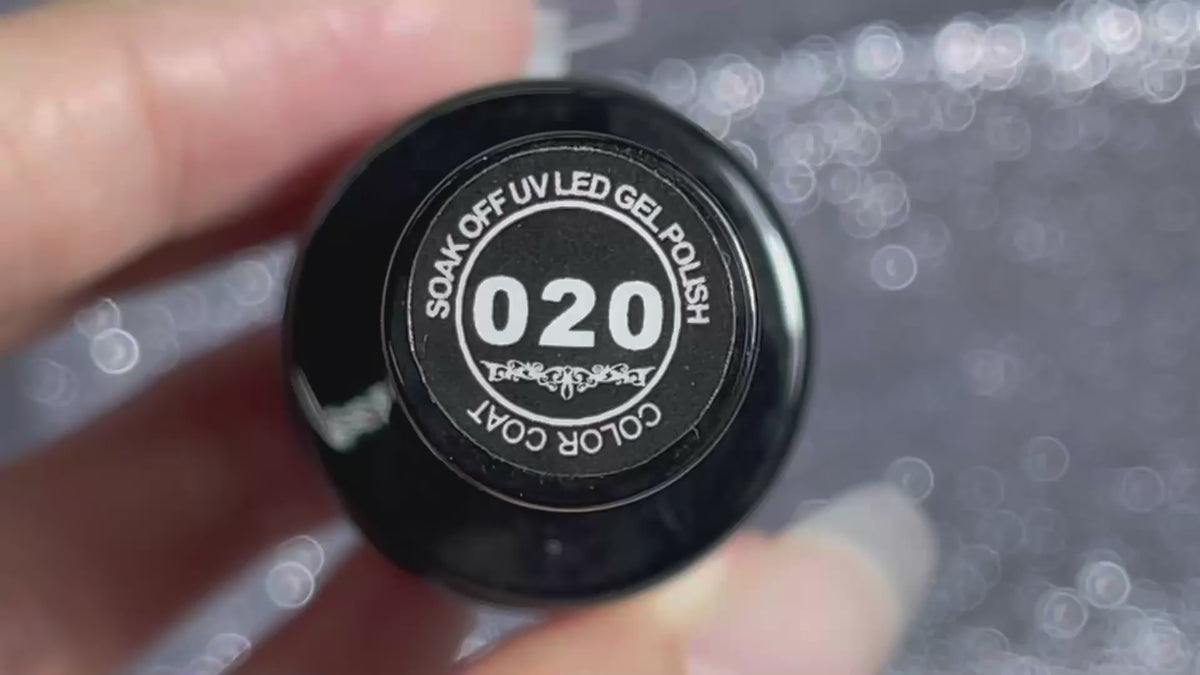 SOAK OFF UV LED GEL POLISH
020
COLOR COAT